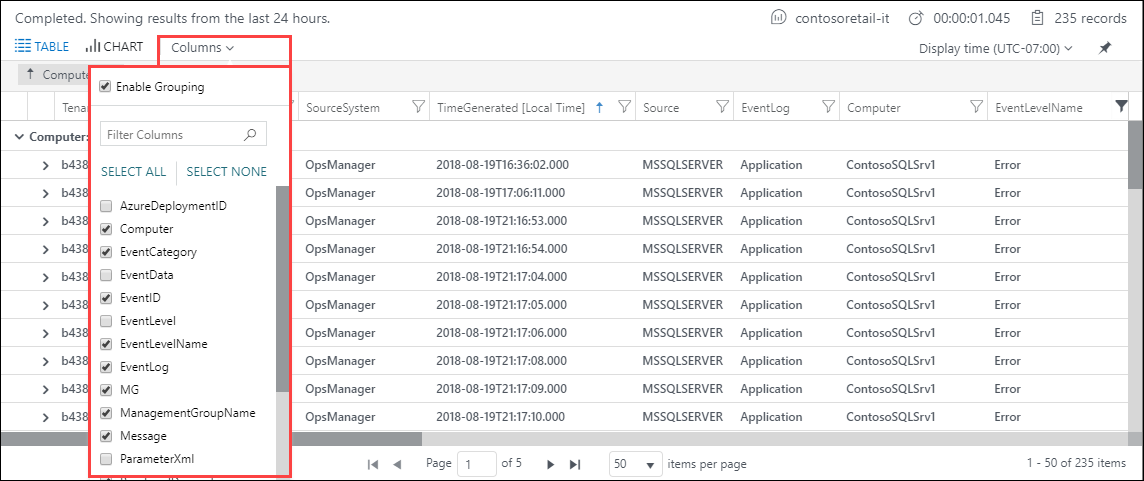 Completed. Showing results from the last 24 hours. contosoretail-it 00:00:01.045 235 records
TABLE CHART Columns Display time (UTC-07:00)
Compute
Enable Grouping
Tena SourceSystem TimeGenerated [Local Time] Source EventLog Computer EventLevelName
Filter Columns
Computer:
SELECT ALL SELECT NONE
b438 OpsManager 2018-08-19T16:36:02.000 MSSQLSERVER Application ContosoSQLSrv1 Error
b438 OpsManager 2018-08-19T17:06:11.000 MSSQLSERVER Application ContosoSQLSrv1 Error
b438 OpsManager 2018-08-19T21:16:53.000 MSSQLSERVER Application ContosoSQLSrv1 Error
b438 OpsManager 2018-08-19T21:16:54.000 MSSQLSERVER Application ContosoSQLSrv1 Error
b438 OpsManager 2018-08-19T21:17:04.000 MSSQLSERVER Application ContosoSQLSrv1 Error
b438 OpsManager 2018-08-19T21:17:05.000 MSSQLSERVER Application ContosoSQLSrv1 Error
b438 OpsManager 2018-08-19T21:17:06.000 MSSQLSERVER Application ContosoSQLSrv1 Error
b438 OpsManager 2018-08-19T21:17:08.000 MSSQLSERVER Application ContosoSQLSrv1 Error
b438 OpsManager 2018-08-19T21:17:09.000 MSSQLSERVER Application ContosoSQLSrv1 Error
b438 OpsManager 2018-08-19T21:17:10.000 MSSQLSERVER Application ContosoSQLSrv1 Error
AzureDeploymentID
Computer
EventCategory
EventData
EventID
EventLevel
EventLevelName
EventLog
MG
ManagementGroupName
Message
ParameterXml
Page 1 of 5 50 items per page 1 - 50 of 235 items